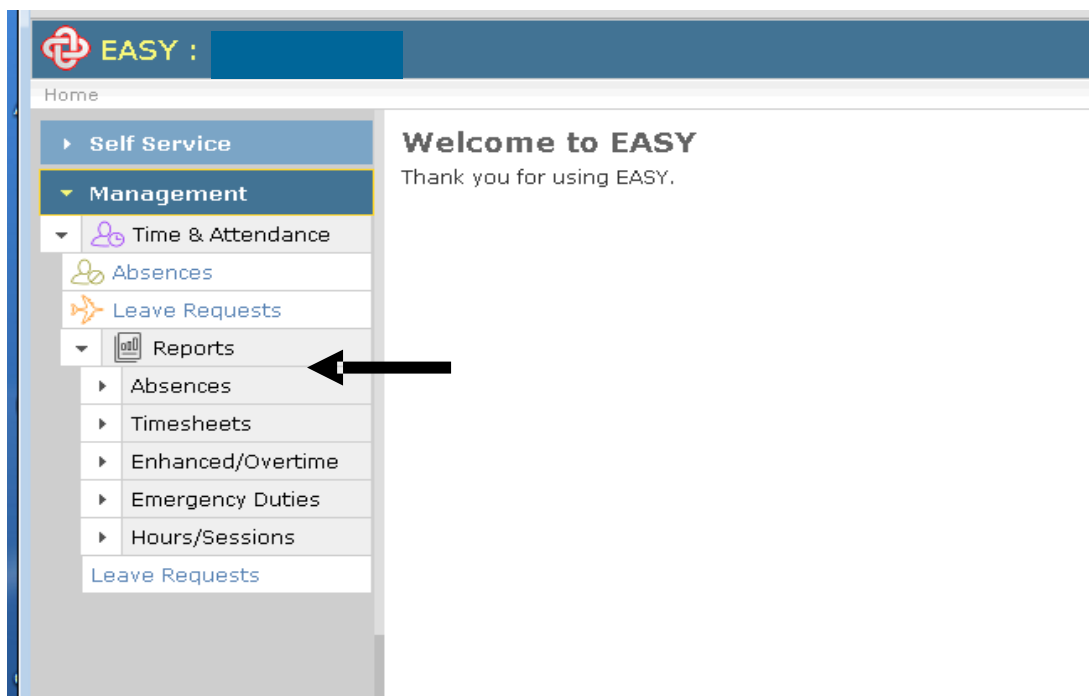 EASY :
Home
Self Service
Management
Time & Attendance
Absences
Leave Requests
Reports
Absences
Timesheets
Enhanced/Overtime
Emergency Duties
Hours/Sessions
Leave Requests
Welcome to EASY
Thank you for using EASY.